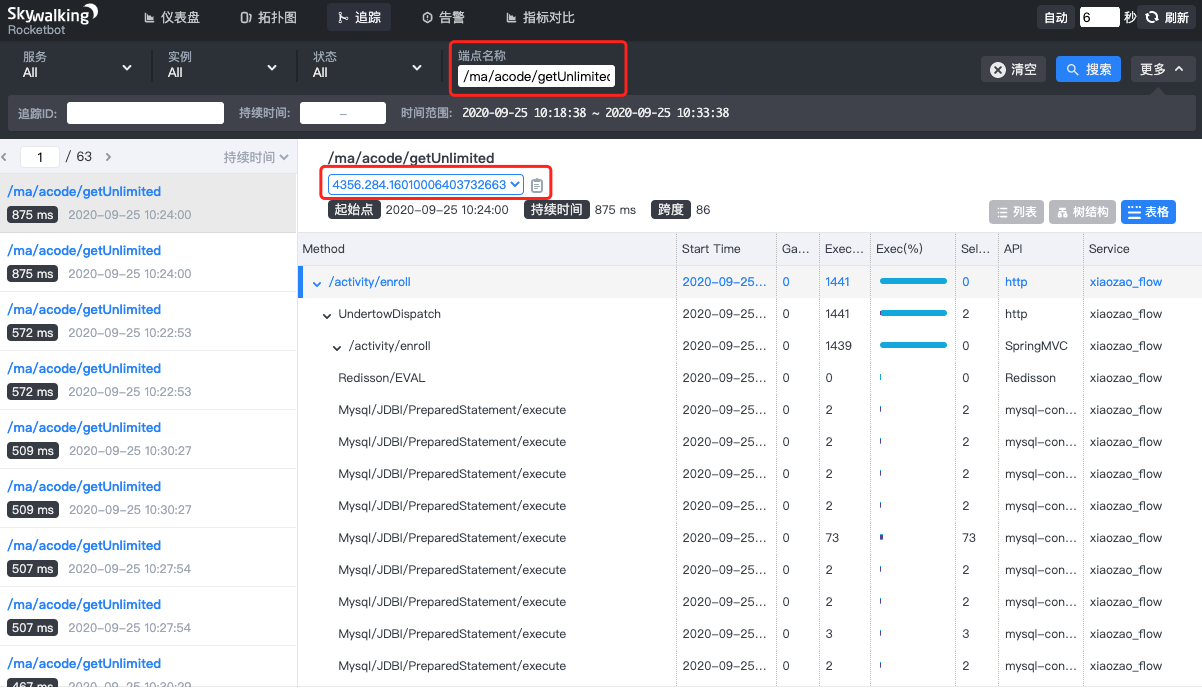 Skywalking
Rocketbot
仪表盘
拓扑图
追踪
告警
指标对比
自动
6
秒
刷新
服务
All
实例
All
状态
All
端点名称
/ma/acode/getUnlimited
清空
搜索
更多
追踪ID:
持续时间:
–
时间范围: 2020-09-25 10:18:38 ~ 2020-09-25 10:33:38
1 / 63
持续时间
/ma/acode/getUnlimited
875 ms 2020-09-25 10:24:00
/ma/acode/getUnlimited
875 ms 2020-09-25 10:24:00
/ma/acode/getUnlimited
572 ms 2020-09-25 10:22:53
/ma/acode/getUnlimited
572 ms 2020-09-25 10:22:53
/ma/acode/getUnlimited
509 ms 2020-09-25 10:30:27
/ma/acode/getUnlimited
509 ms 2020-09-25 10:30:27
/ma/acode/getUnlimited
507 ms 2020-09-25 10:27:54
/ma/acode/getUnlimited
507 ms 2020-09-25 10:27:54
/ma/acode/getUnlimited
467 ms 2020-09-25 10:30:29
/ma/acode/getUnlimited
4356.284.16010006403732663
起始点 2020-09-25 10:24:00 持续时间 875 ms 跨度 86
列表 树结构 表格
Method Start Time Ga... Exec... Exec(%) Sel... API Service
/activity/enroll 2020-09-25... 0 1441 0 http xiaozao_flow
UndertowDispatch 2020-09-25... 0 1441 2 http xiaozao_flow
/activity/enroll 2020-09-25... 0 1439 0 SpringMVC xiaozao_flow
Redisson/EVAL 2020-09-25... 0 0 0 Redisson xiaozao_flow
Mysql/JDBI/PreparedStatement/execute 2020-09-25... 0 2 2 mysql-con... xiaozao_flow
Mysql/JDBI/PreparedStatement/execute 2020-09-25... 0 2 2 mysql-con... xiaozao_flow
Mysql/JDBI/PreparedStatement/execute 2020-09-25... 0 2 2 mysql-con... xiaozao_flow
Mysql/JDBI/PreparedStatement/execute 2020-09-25... 0 2 2 mysql-con... xiaozao_flow
Mysql/JDBI/PreparedStatement/execute 2020-09-25... 0 73 73 mysql-con... xiaozao_flow
Mysql/JDBI/PreparedStatement/execute 2020-09-25... 0 2 2 mysql-con... xiaozao_flow
Mysql/JDBI/PreparedStatement/execute 2020-09-25... 0 2 2 mysql-con... xiaozao_flow
Mysql/JDBI/PreparedStatement/execute 2020-09-25... 0 3 3 mysql-con... xiaozao_flow
Mysql/JDBI/PreparedStatement/execute 2020-09-25... 0 2 2 mysql-con... xiaozao_flow